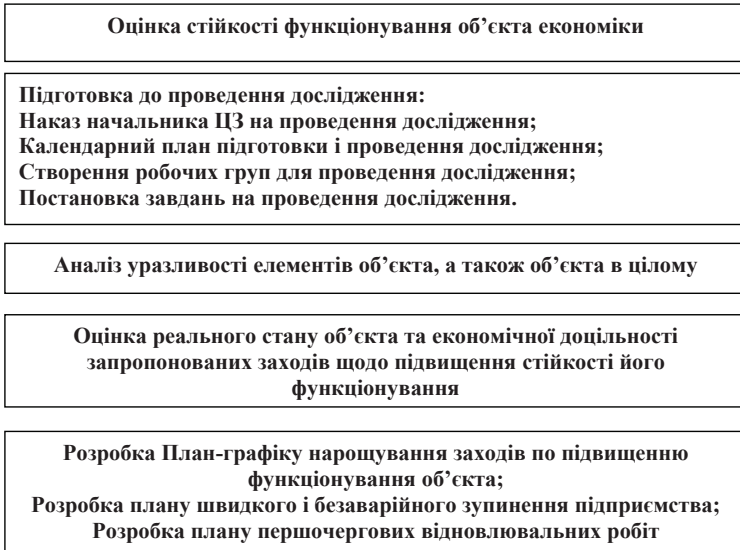 Оцінка стійкості функціонування об’єкта економіки
Підготовка до проведення дослідження:
Наказ начальника ЦЗ на проведення дослідження;
Календарний план підготовки і проведення дослідження;
Створення робочих груп для проведення дослідження;
Постановка завдань на проведення дослідження.
Аналіз уразливості елементів об’єкта, а також об’єкта в цілому
Оцінка реального стану об’єкта та економічної доцільності
запропонованих заходів щодо підвищення стійкості його
функціонування
Розробка План-графіку нарощування заходів по підвищенню
функціонування об’єкта;
Розробка плану швидкого і безаварійного зупинення підприємства;
Розробка плану першочергових відновлювальних робіт